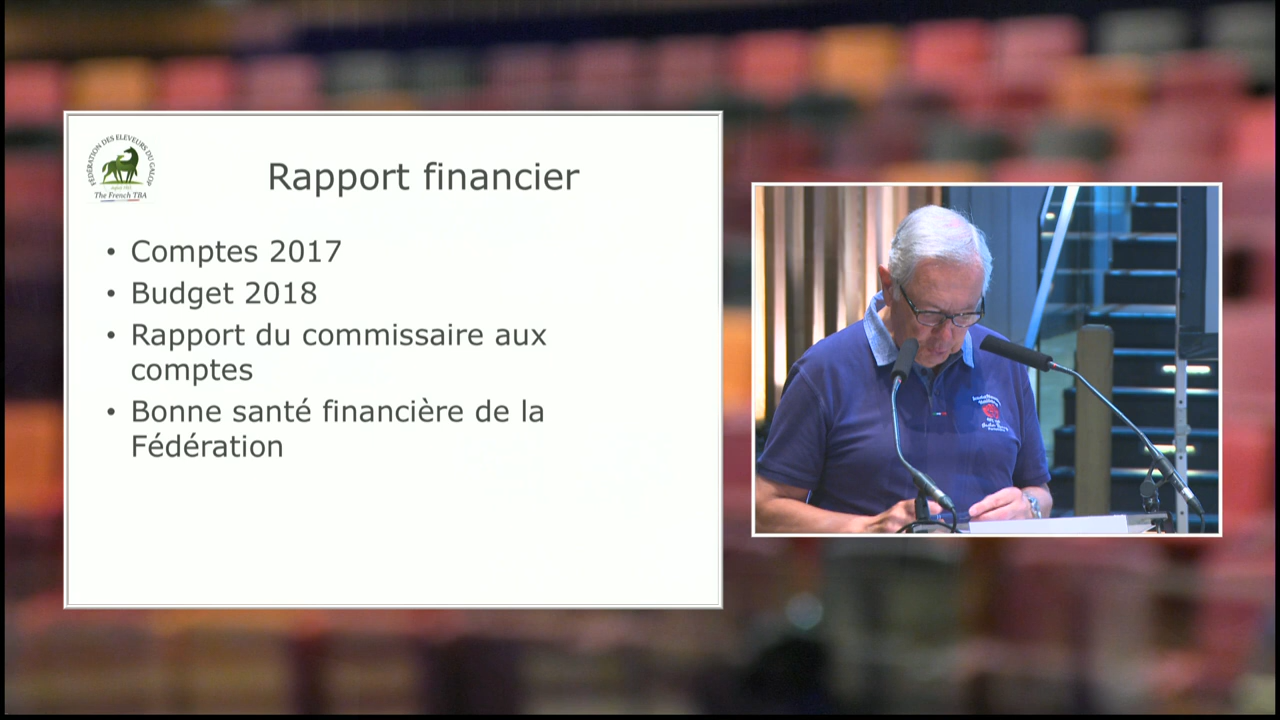 FÉDÉRATION DES ELEVEURS DU GALOP
The French TBA
Rapport financier
• Comptes 2017
• Budget 2018
• Rapport du commissaire aux
comptes
• Bonne santé financière de la
Fédération